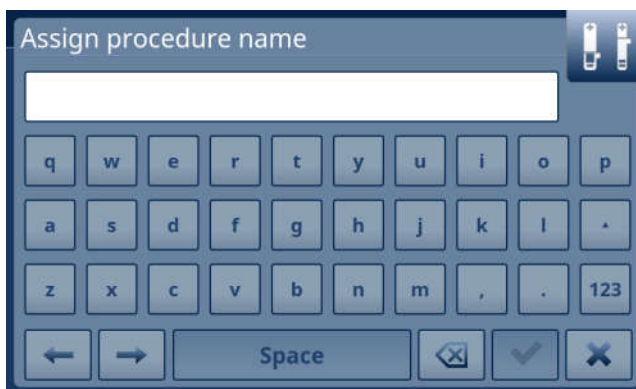 Assign procedure name
q w e r t y u i o p
a s d f g h j k l
z x c v b n m , . 123
Space